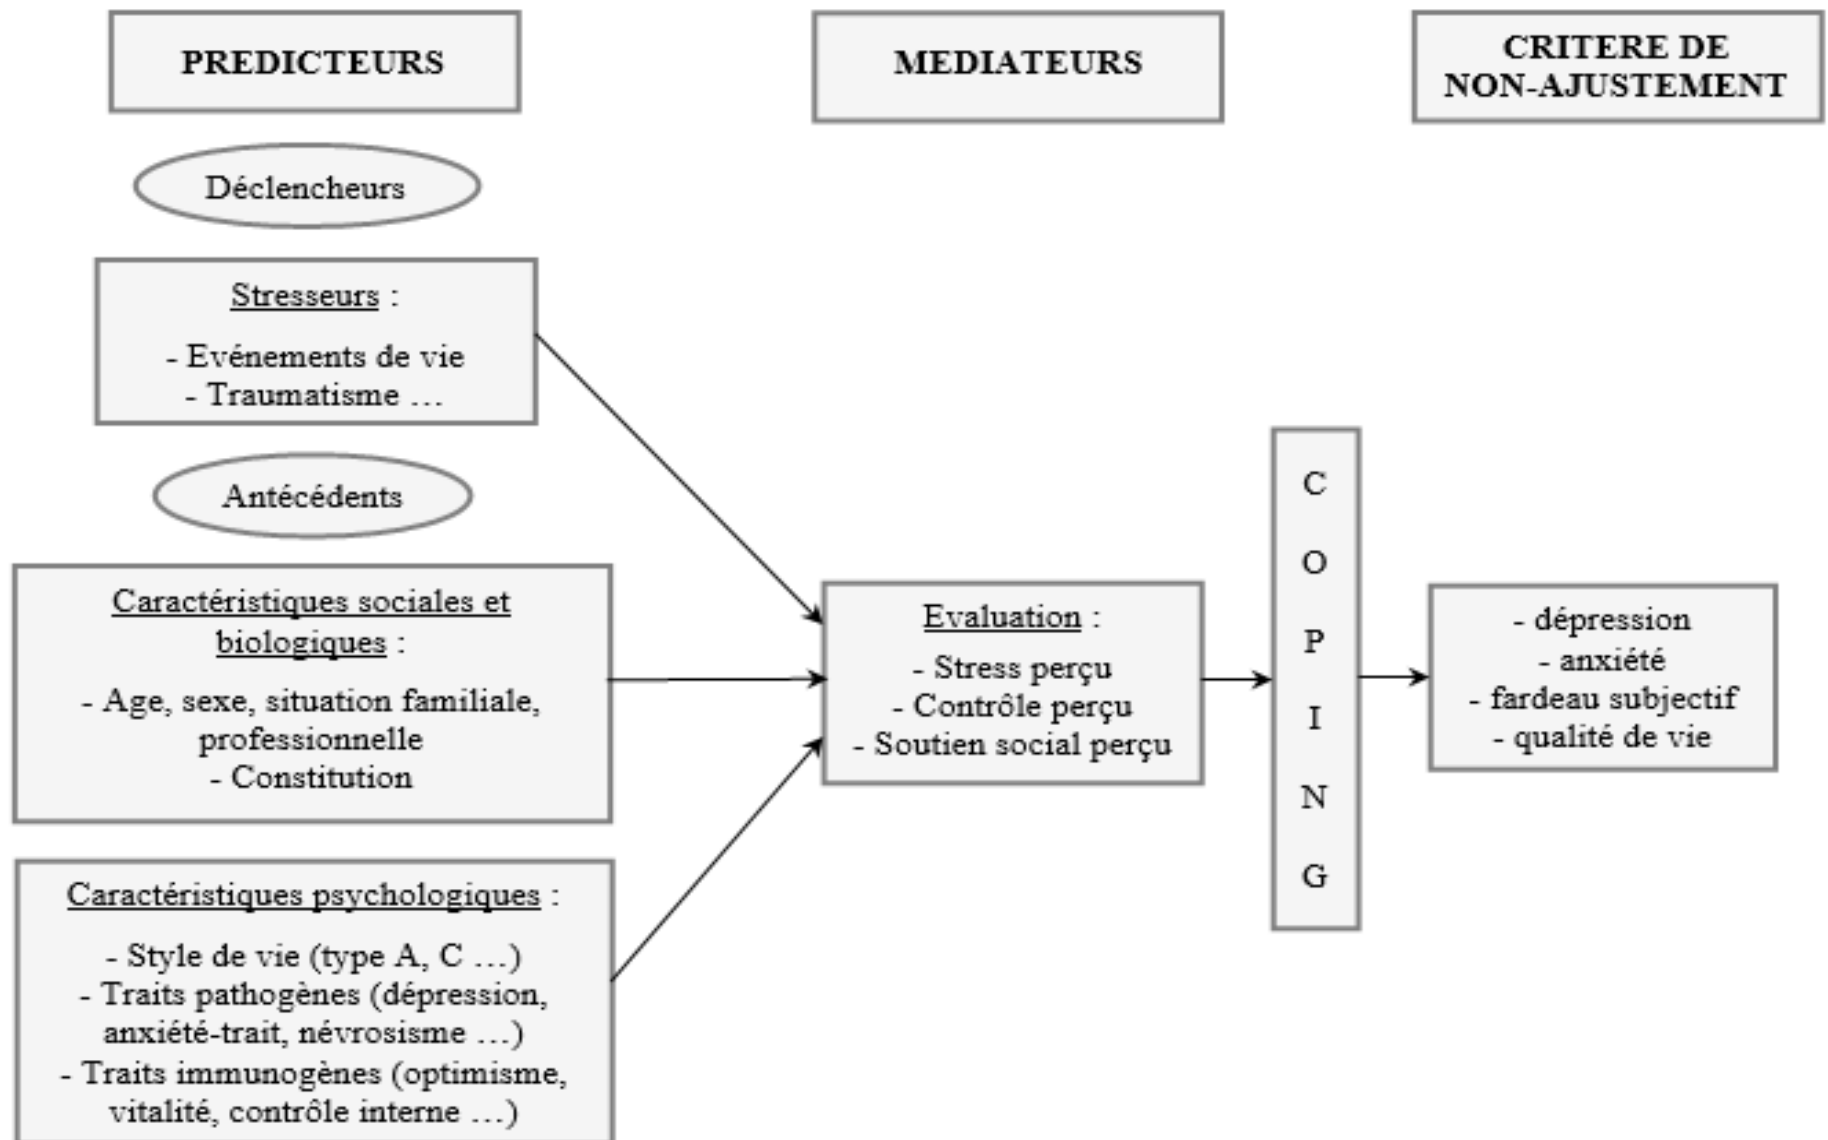 PREDICTEURS
MEDIATEURS
CRITERE DE
NON-AJUSTEMENT
Déclencheurs
Stresseurs :
- Evénements de vie
- Traumatisme …
Antécédents
Caractéristiques sociales et
biologiques :
- Age, sexe, situation familiale,
professionnelle
- Constitution
Caractéristiques psychologiques :
- Style de vie (type A, C …)
- Traits pathogènes (dépression,
anxiété-trait, névrosisme …)
- Traits immunogènes (optimisme,
vitalité, contrôle interne …)
Evaluation :
- Stress perçu
- Contrôle perçu
- Soutien social perçu
C
O
P
I
N
G
- dépression
- anxiété
- fardeau subjectif
- qualité de vie